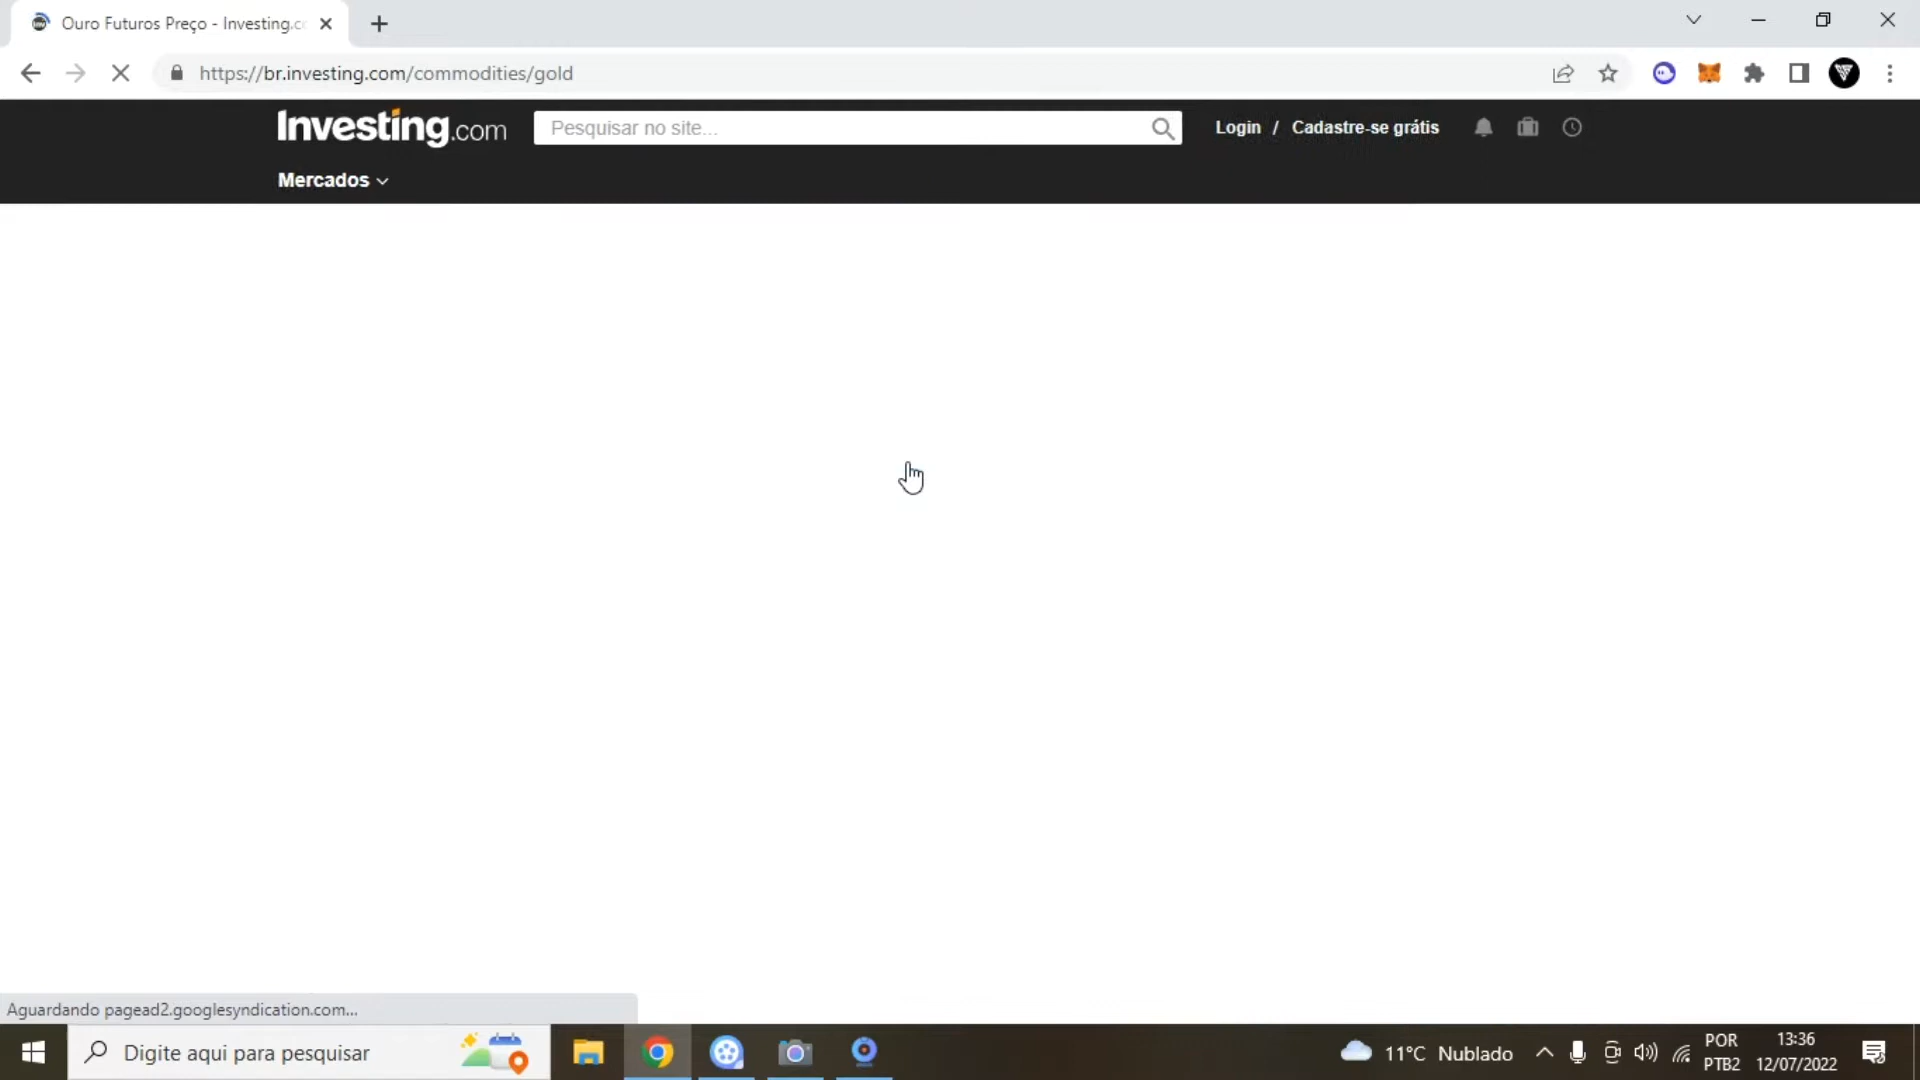 Ouro Futuros Preço - Investing.c
https://br.investing.com/commodities/gold
Investing.com
Pesquisar no site...
Login / Cadastre-se grátis
Mercados
Aguardando pagead2.googlesyndication.com...
Digite aqui para pesquisar
11°C Nublado
POR
PTB2
13:36
12/07/2022